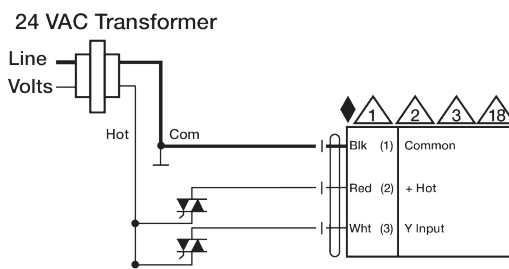 24 VAC Transformer
Line
Volts
Hot
Com
1 2 3 18
Blk (1) Common
Red (2) + Hot
Wht (3) Y Input